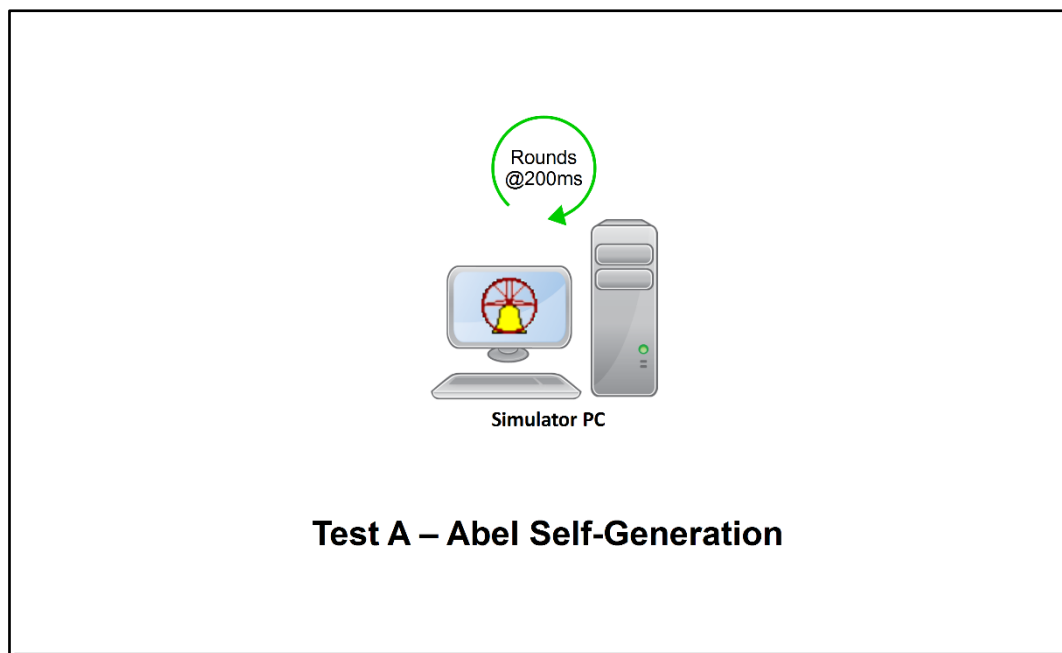 Rounds
@200ms
Simulator PC
Test A – Abel Self-Generation